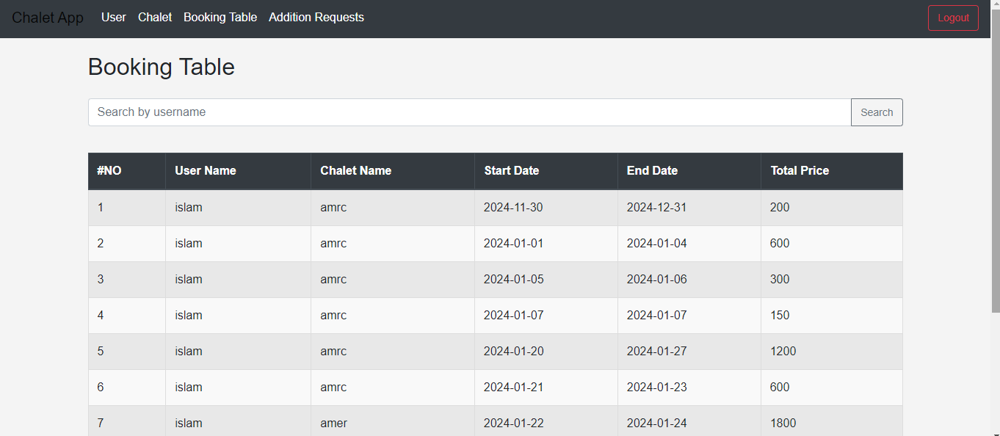 Chalet App User Chalet Booking Table Addition Requests Logout
Booking Table
Search by username Search
#NO User Name Chalet Name Start Date End Date Total Price
1 islam amrc 2024-11-30 2024-12-31 200
2 islam amrc 2024-01-01 2024-01-04 600
3 islam amrc 2024-01-05 2024-01-06 300
4 islam amrc 2024-01-07 2024-01-07 150
5 islam amrc 2024-01-20 2024-01-27 1200
6 islam amrc 2024-01-21 2024-01-23 600
7 islam amer 2024-01-22 2024-01-24 1800